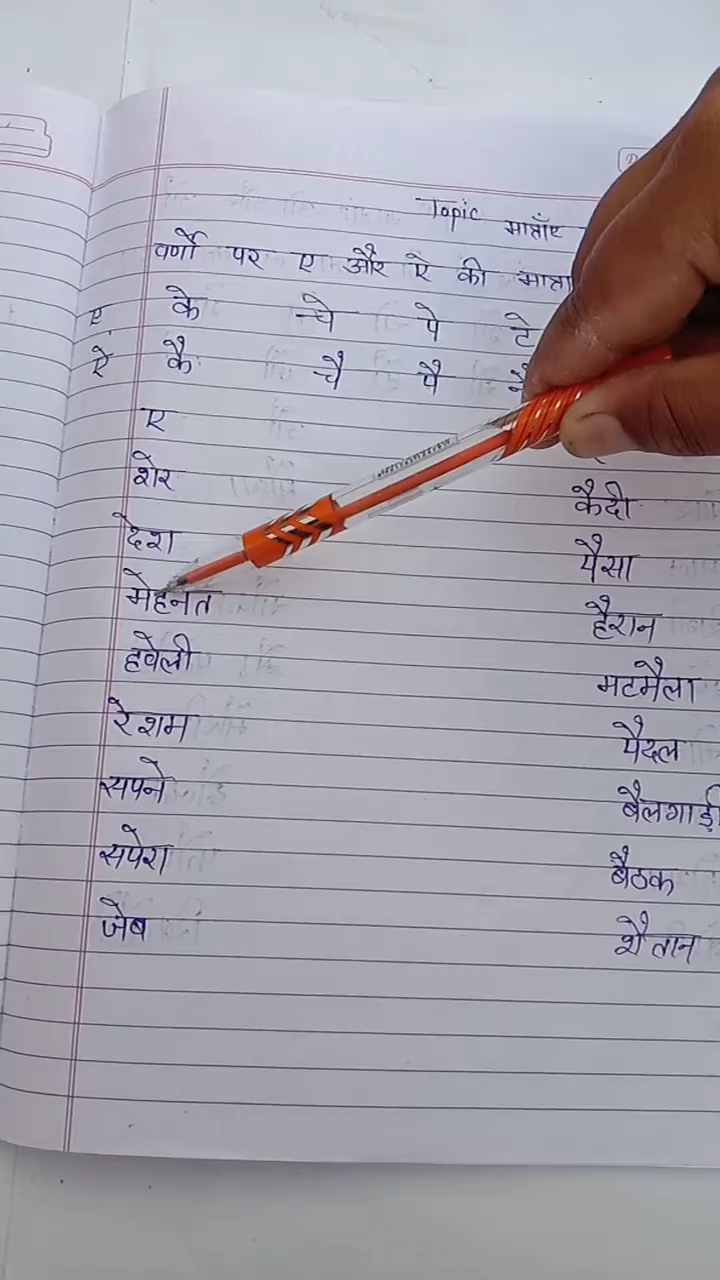 Topic मात्राएँ
वर्णो पर ए और ऐ की मात्रा
ए के चे पे टे
ऐ कै चै पै
ए
शेर
देश
मेहनत
हवेली
रेशम
सपने
सपेरा
जेब
कैदी
पैसा
हैरान
मटमैला
पैदल
बैलगाड़ी
बैठक
शैतान